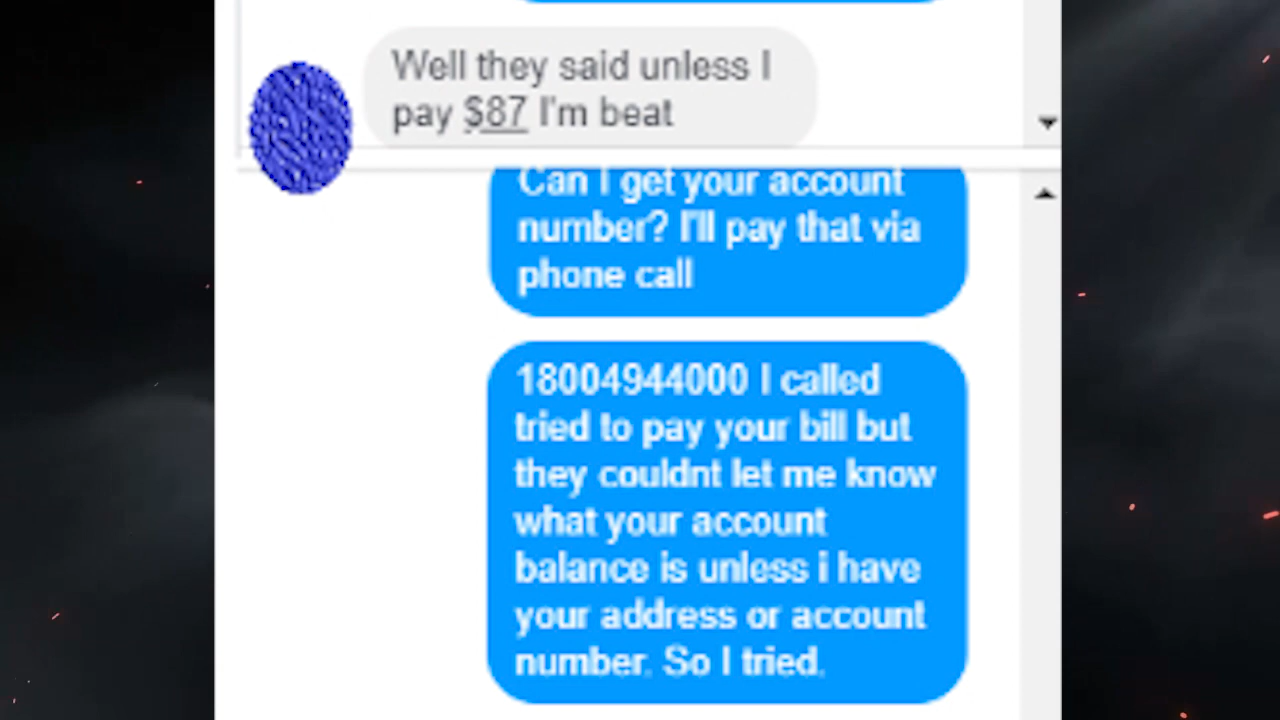 Well they said unless I
pay $87 I'm beat
Can I get your account
number? I'll pay that via
phone call
18004944000 I called
tried to pay your bill but
they couldnt let me know
what your account
balance is unless i have
your address or account
number. So I tried.